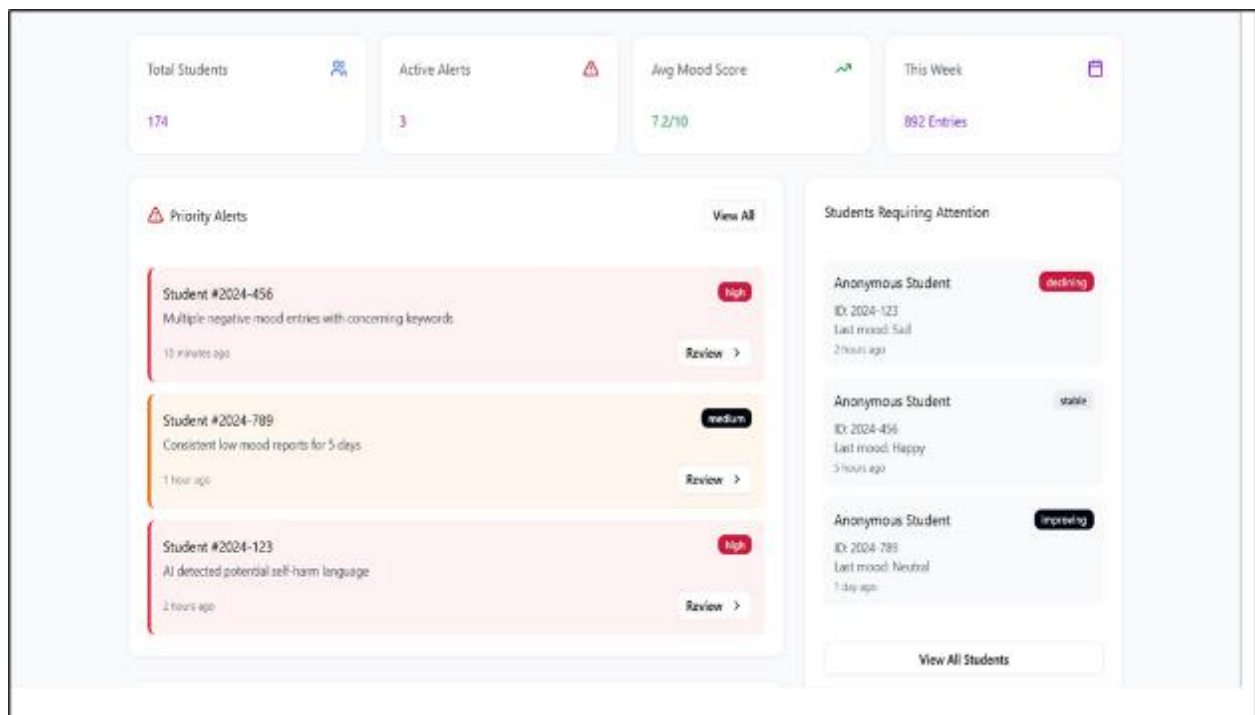 Total Students
174
Active Alerts
3
Avg Mood Score
7.2/10
This Week
892 Entries
Priority Alerts
View All
Student #2024-456
high
Multiple negative mood entries with concerning keywords
minutes ago
Review >
Student #2024-789
medium
Consistent low mood reports for 5 days
1 hour ago
Review >
Student #2024-123
high
AI detected potential self-harm language
2 hours ago
Review >
Students Requiring Attention
Anonymous Student
declining
ID: 2024-123
Last mood: Sad
2 hours ago
Anonymous Student
stable
ID: 2024-456
Last mood: Happy
5 hours ago
Anonymous Student
improving
ID: 2024-789
Last mood: Neutral
1 day ago
View All Students